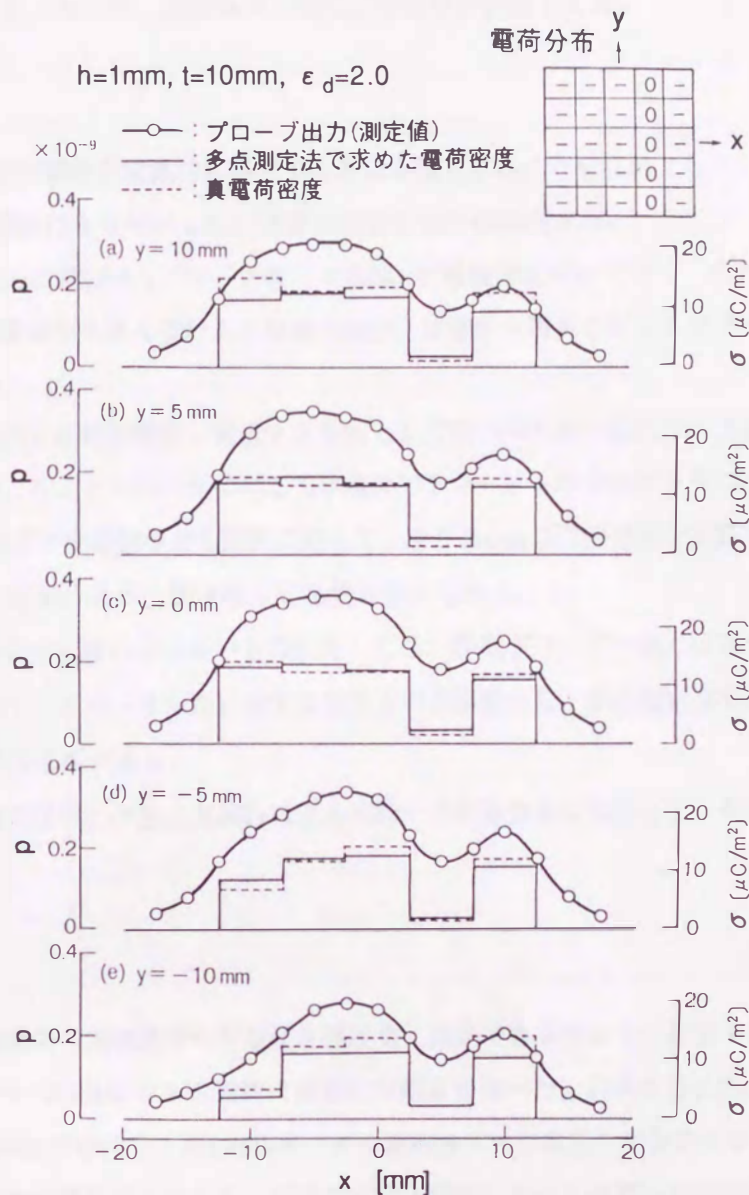 電荷分布
y
h=1mm, t=10mm, ε d=2.0
- - - 0 -
- - - 0 -
- - - 0 -
- - - 0 -
- - - 0 -
x
: プローブ出力(測定値)
: 多点測定法で求めた電荷密度
: 真電荷密度
×10⁻⁹
(a) y = 10 mm
0.4
0.2
0
p
20
10
0
σ [μC/m²]
(b) y = 5 mm
0.4
0.2
0
p
20
10
0
σ [μC/m²]
(c) y = 0 mm
0.4
0.2
0
p
20
10
0
σ [μC/m²]
(d) y = −5 mm
0.4
0.2
0
p
20
10
0
σ [μC/m²]
(e) y = −10 mm
0.4
0.2
0
p
20
10
0
σ [μC/m²]
−20 −10 0 10 20
x [mm]